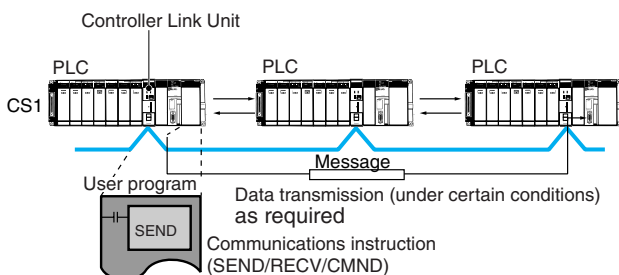 Controller Link Unit
PLC
PLC
PLC
CS1
Message
User program
Data transmission (under certain conditions)
as required
SEND
Communications instruction
(SEND/RECV/CMND)